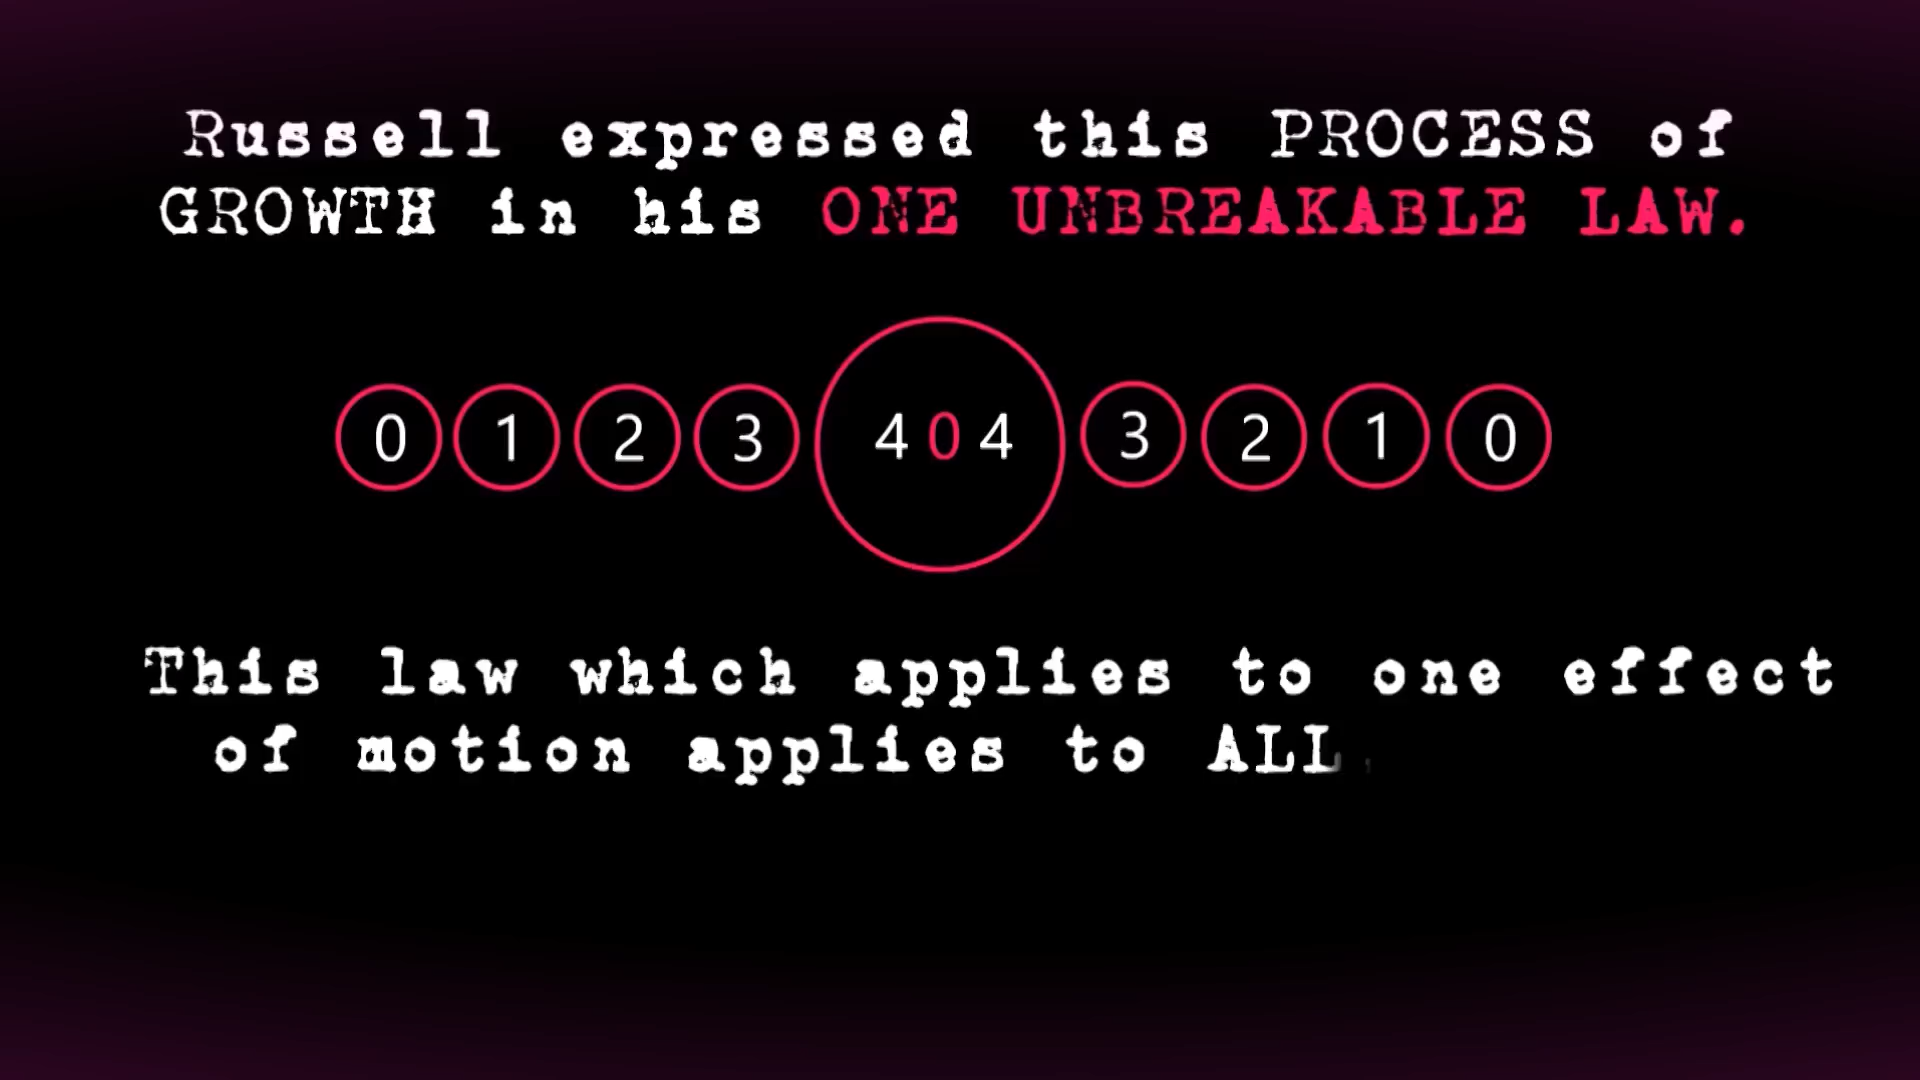 Russell expressed this PROCESS of
GROWTH in his ONE UNBREAKABLE LAW.
0 1 2 3 4 0 4 3 2 1 0
This law which applies to one effect
of motion applies to ALL.